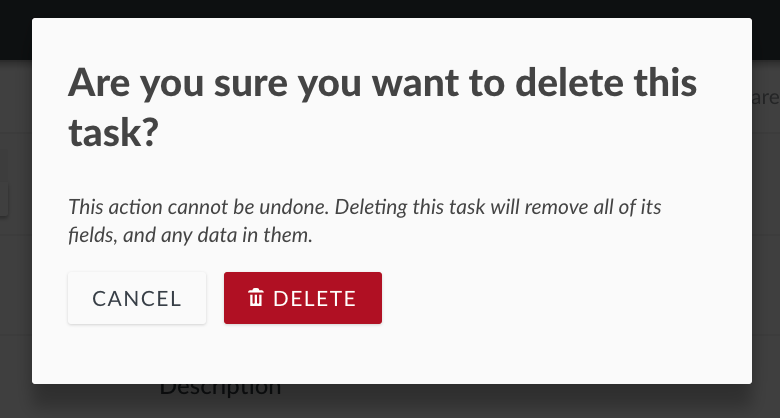 Are you sure you want to delete this
task?
This action cannot be undone. Deleting this task will remove all of its
fields, and any data in them.
CANCEL
DELETE
Description